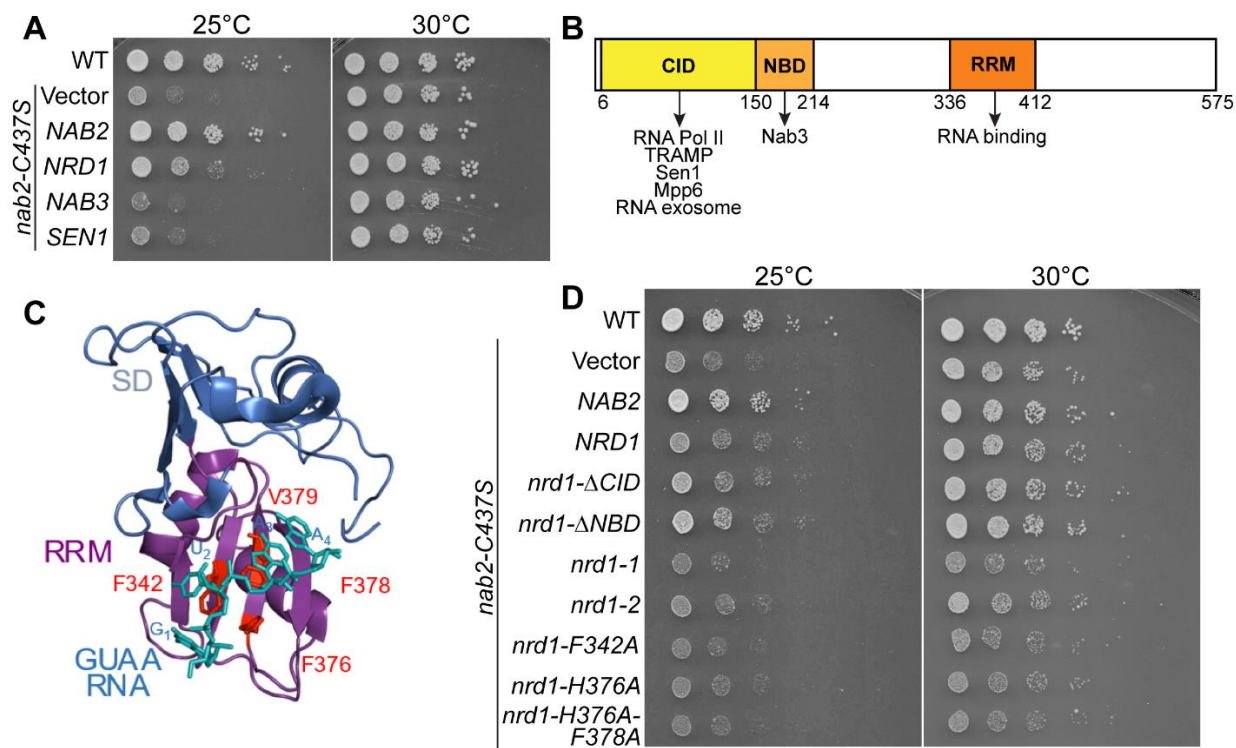 A
25°C
30°C
WT
Vector
NAB2
NRD1
NAB3
SEN1
nab2-C437S
B
CID
NBD
RRM
6
150
214
336
412
575
RNA Pol II
TRAMP
Sen1
Mpp6
RNA exosome
Nab3
RNA binding
C
SD
RRM
V379
A3
A4
U2
F342
F378
G1
GUAA
RNA
F376
D
25°C
30°C
WT
Vector
NAB2
NRD1
nrd1-ΔCID
nrd1-ΔNBD
nrd1-1
nrd1-2
nrd1-F342A
nrd1-H376A
nrd1-H376A-
F378A
nab2-C437S